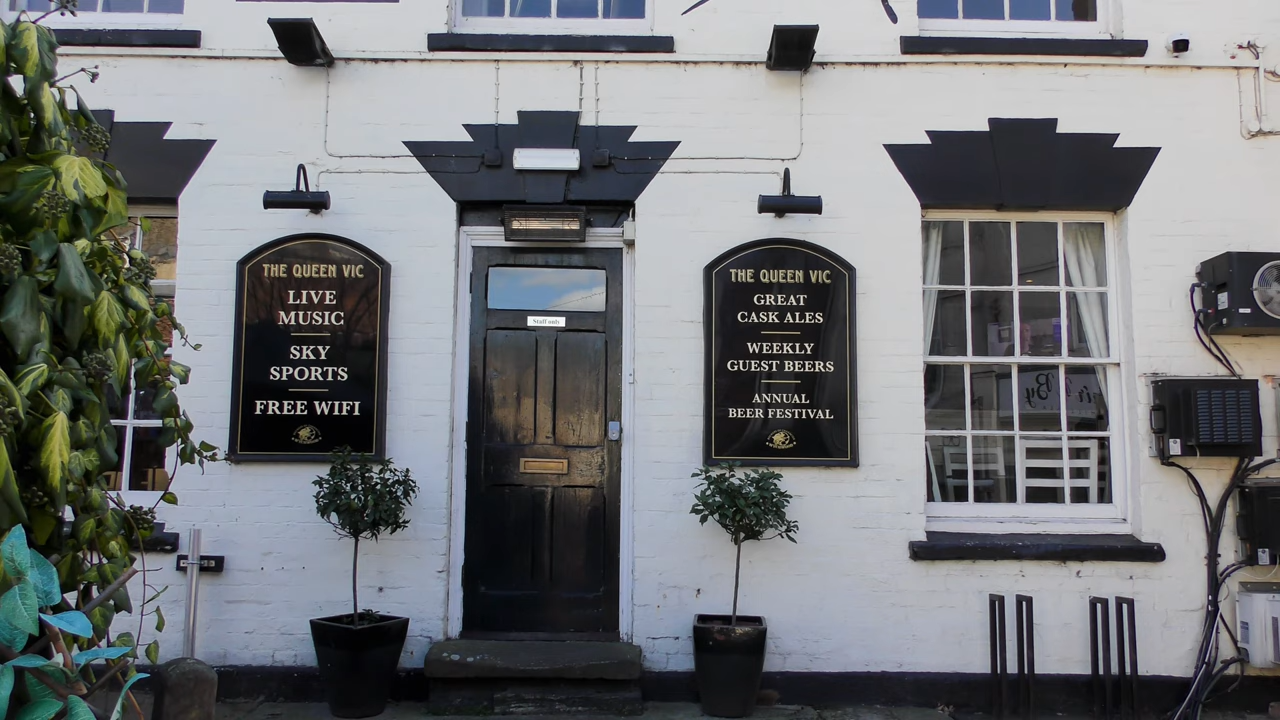 THE QUEEN VIC
LIVE
MUSIC
SKY
SPORTS
FREE WIFI
Staff only
THE QUEEN VIC
GREAT
CASK ALES
WEEKLY
GUEST BEERS
ANNUAL
BEER FESTIVAL